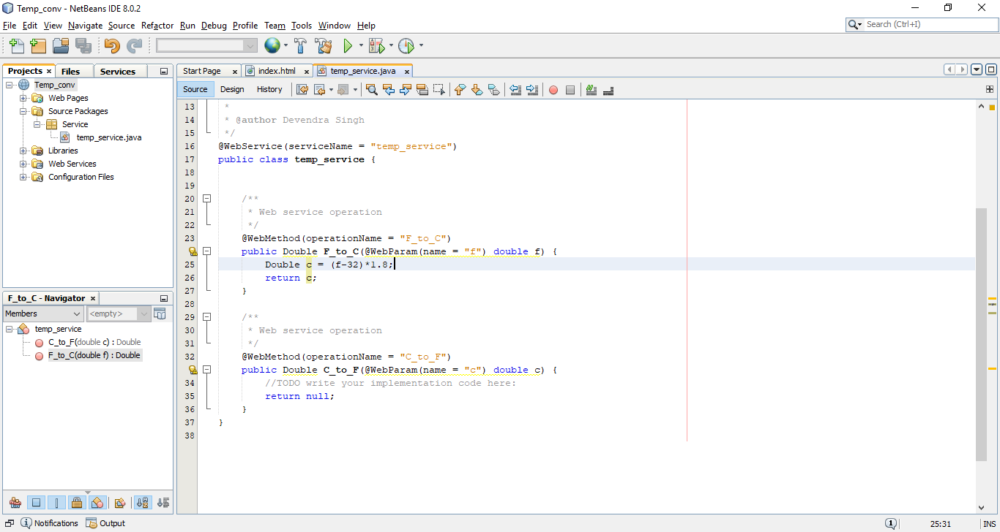 Temp_conv - NetBeans IDE 8.0.2
File Edit View Navigate Source Refactor Run Debug Profile Team Tools Window Help
Search (Ctrl+I)
Projects Files Services
Temp_conv
Web Pages
Source Packages
Service
temp_service.java
Libraries
Web Services
Configuration Files
F_to_C - Navigator
Members <empty>
temp_service
C_to_F(double c) : Double
F_to_C(double f) : Double
Start Page index.html temp_service.java
Source Design History
13 *
14 * @author Devendra Singh
15 */
16 @WebService(serviceName = "temp_service")
17 public class temp_service {
18
19
20 /**
21 * Web service operation
22 */
23 @WebMethod(operationName = "F_to_C")
public Double F_to_C(@WebParam(name = "f") double f) {
25 Double c = (f-32)*1.8;
26 return c;
27 }
28
29 /**
30 * Web service operation
31 */
32 @WebMethod(operationName = "C_to_F")
public Double C_to_F(@WebParam(name = "c") double c) {
34 //TODO write your implementation code here:
35 return null;
36 }
37 }
38
Notifications Output
1
25:31 INS